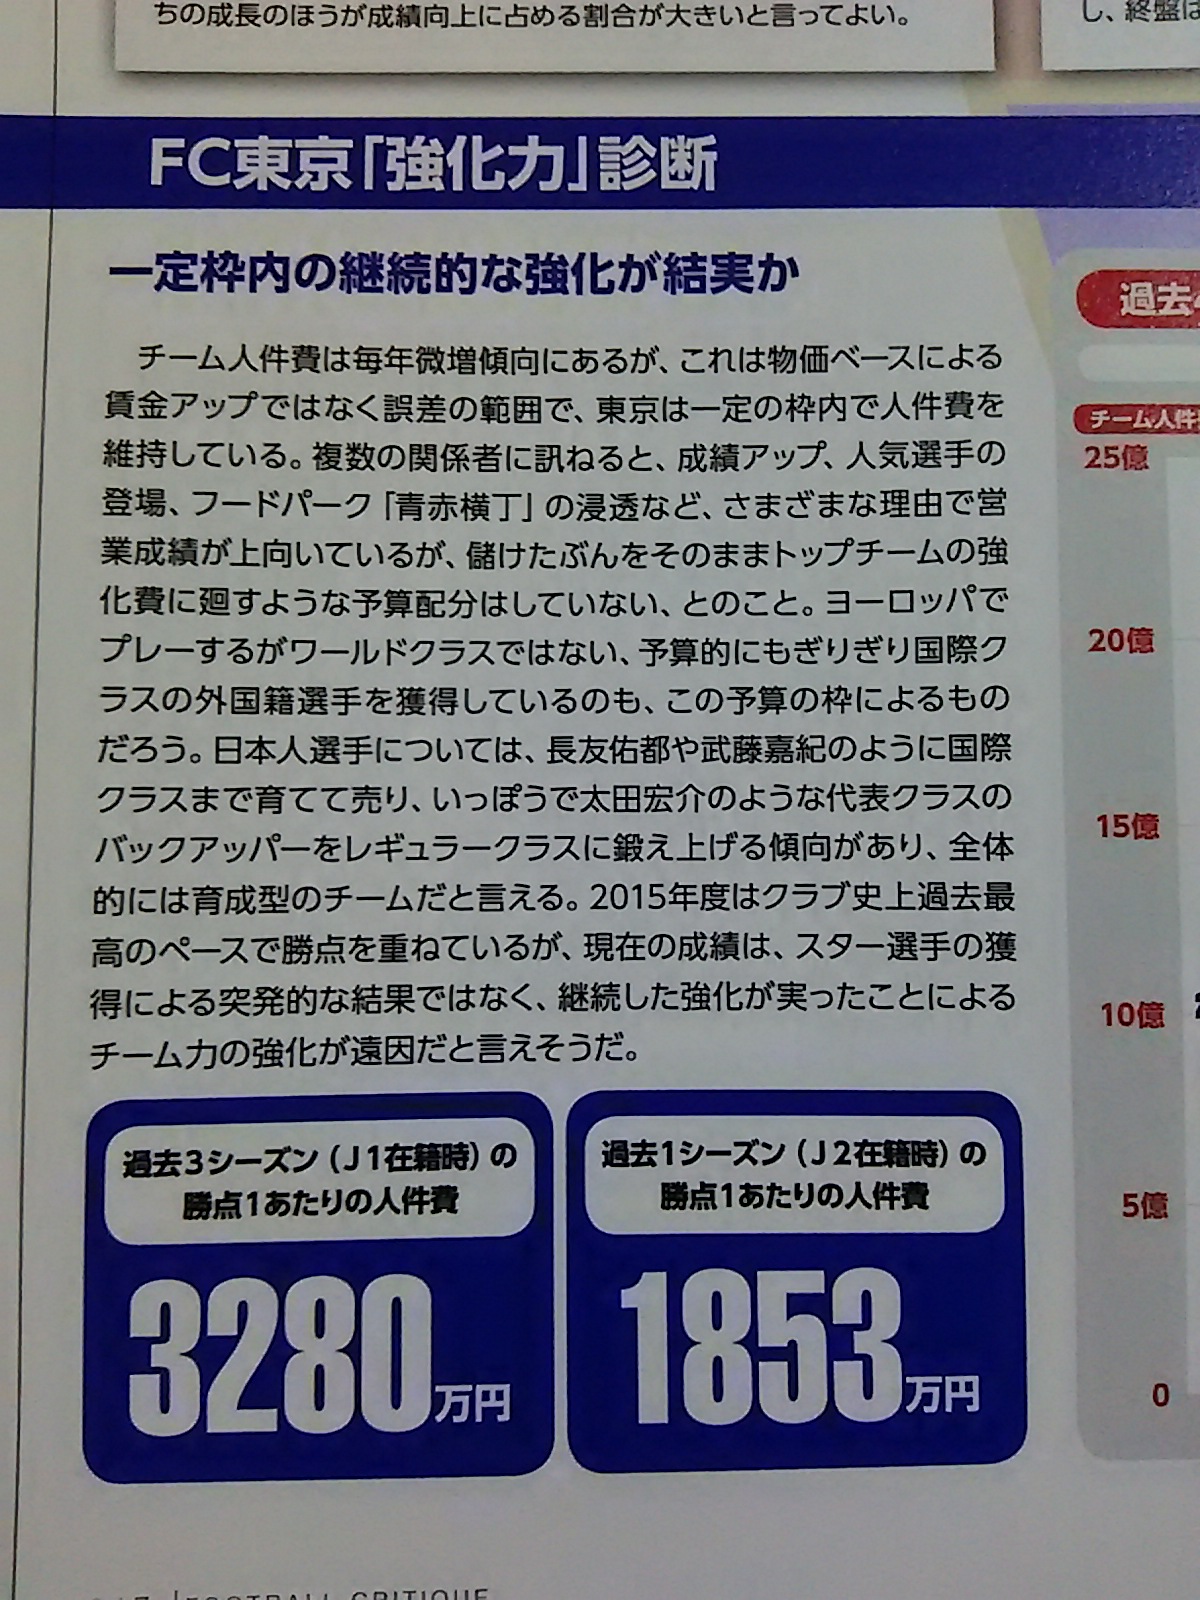 ちの成長のほうが成績向上に占める割合が大きいと言ってよい。
し、終盤は
FC東京「強化力」診断
一定枠内の継続的な強化が結実か
チーム人件費は毎年微増傾向にあるが、これは物価ベースによる
賃金アップではなく誤差の範囲で、東京は一定の枠内で人件費を
維持している。複数の関係者に訊ねると、成績アップ、人気選手の
登場、フードパーク「青赤横丁」の浸透など、さまざまな理由で営
業成績が上向いているが、儲けたぶんをそのままトップチームの強
化費に廻すような予算配分はしていない、とのこと。ヨーロッパで
プレーするがワールドクラスではない、予算的にもぎりぎり国際ク
ラスの外国籍選手を獲得しているのも、この予算の枠によるもの
だろう。日本人選手については、長友佑都や武藤嘉紀のように国際
クラスまで育てて売り、いっぽうで太田宏介のような代表クラスの
バックアッパーをレギュラークラスに鍛え上げる傾向があり、全体
的には育成型のチームだと言える。2015年度はクラブ史上過去最
高のペースで勝点を重ねているが、現在の成績は、スター選手の獲
得による突発的な結果ではなく、継続した強化が実ったことによる
チーム力の強化が遠因だと言えそうだ。
過去3シーズン（J1在籍時）の
勝点1あたりの人件費
3280万円
過去1シーズン（J2在籍時）の
勝点1あたりの人件費
1853万円
過去
チーム人件
25億
20億
15億
10億
5億
0
FOOTBALL CRITIQUE